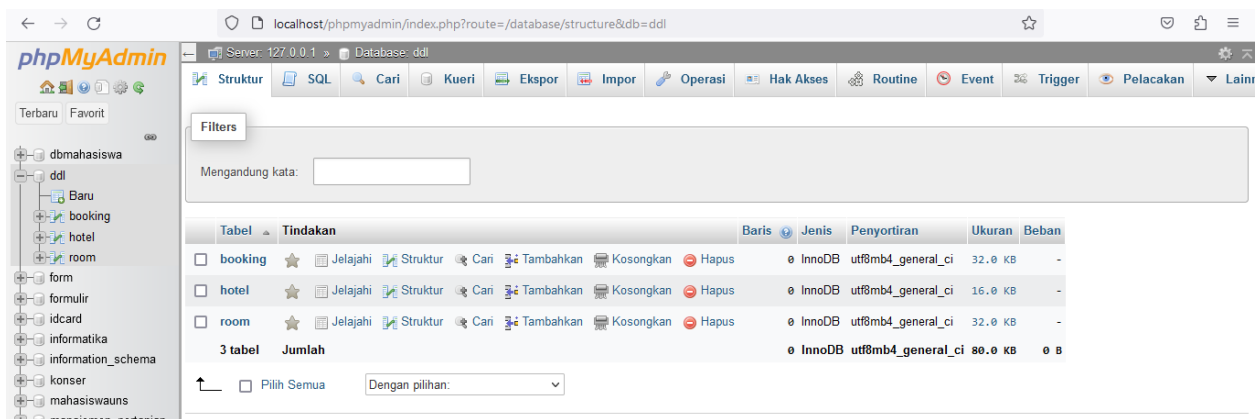 localhost/phpmyadmin/index.php?route=/database/structure&db=ddl
phpMyAdmin
Terbaru Favorit
dbmahasiswa
ddl
Baru
booking
hotel
room
form
formulir
idcard
informatika
information_schema
konser
mahasiswauns
Server: 127.0.0.1 » Database: ddl
Struktur SQL Cari Kueri Ekspor Impor Operasi Hak Akses Routine Event Trigger Pelacakan
Filters
Mengandung kata:
Tabel Tindakan Baris Jenis Penyortiran Ukuran Beban
booking Jelajahi Struktur Cari Tambahkan Kosongkan Hapus 0 InnoDB utf8mb4_general_ci 32.0 KB -
hotel Jelajahi Struktur Cari Tambahkan Kosongkan Hapus 0 InnoDB utf8mb4_general_ci 16.0 KB -
room Jelajahi Struktur Cari Tambahkan Kosongkan Hapus 0 InnoDB utf8mb4_general_ci 32.0 KB -
3 tabel Jumlah 0 InnoDB utf8mb4_general_ci 80.0 KB 0 B
Pilih Semua Dengan pilihan: